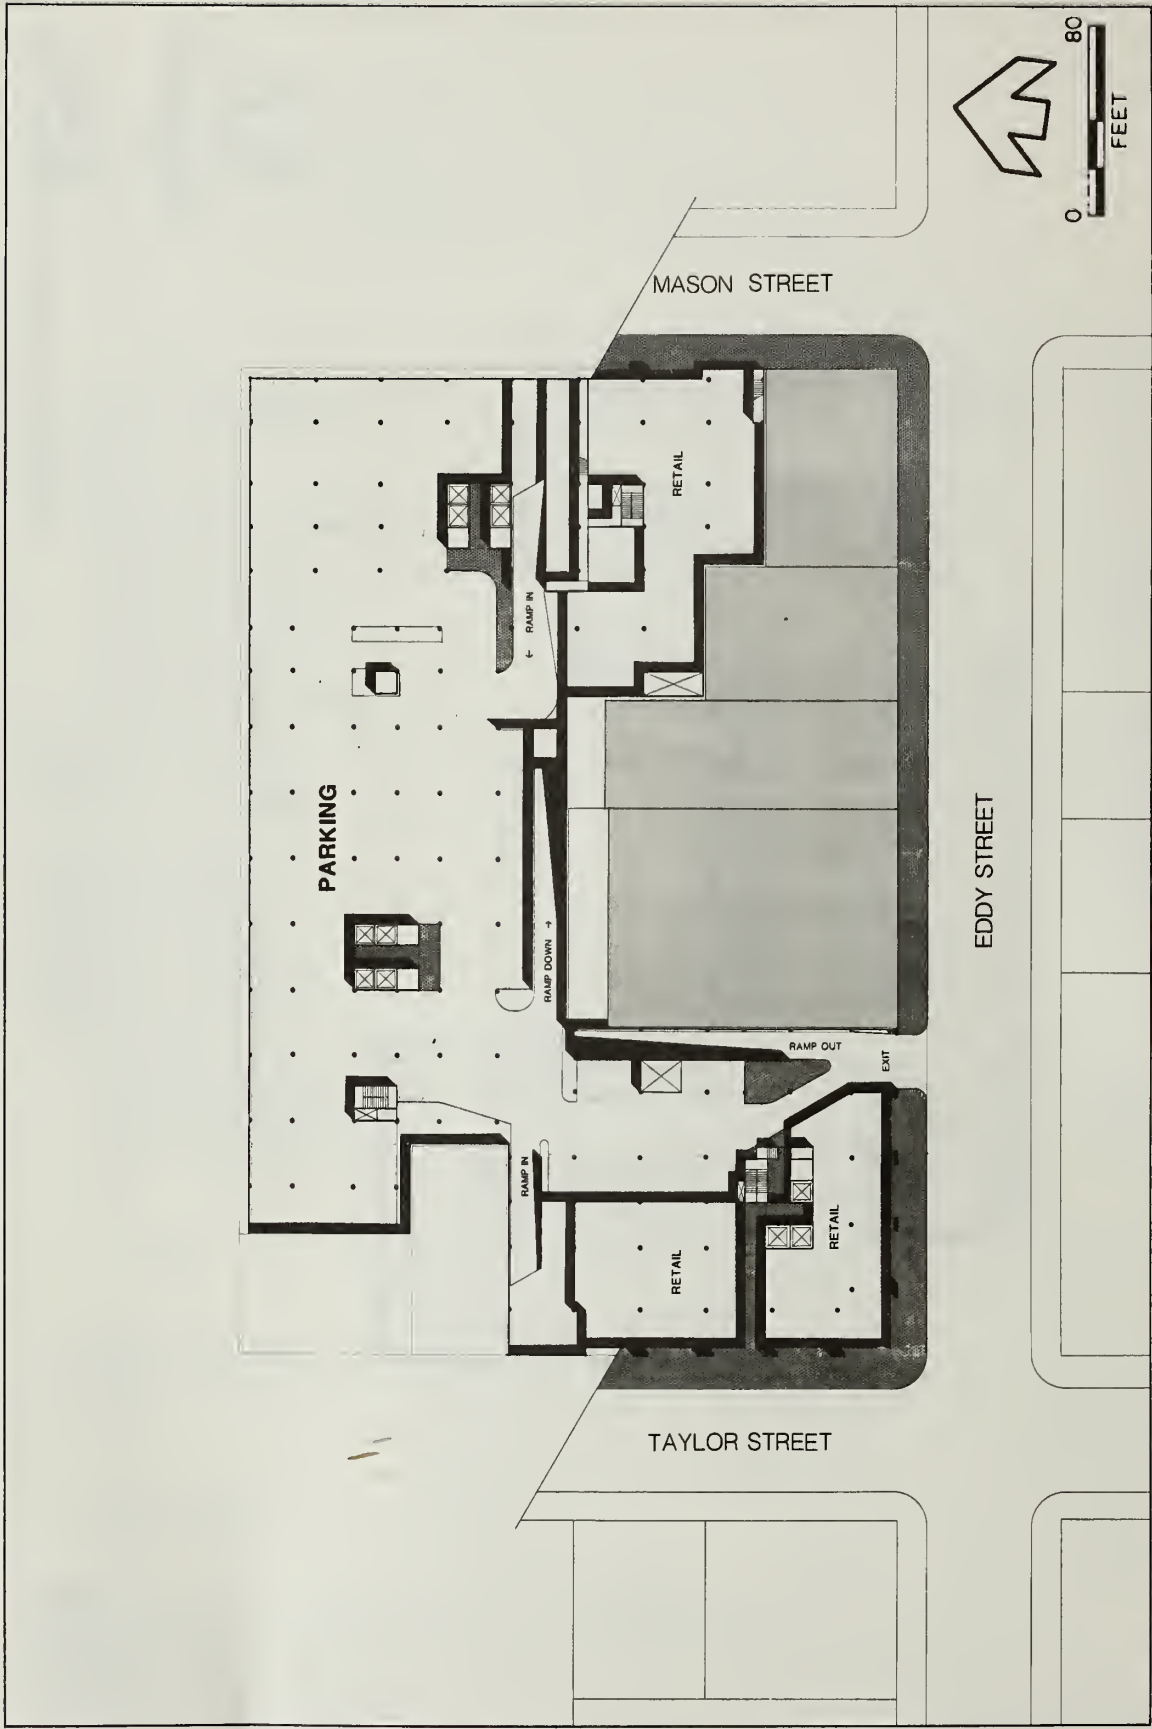 PARKING
RAMP IN
RETAIL
MASON STREET
RAMP DOWN
RAMP OUT
EXIT
RAMP IN
RETAIL
RETAIL
TAYLOR STREET
EDDY STREET
0 80
FEET